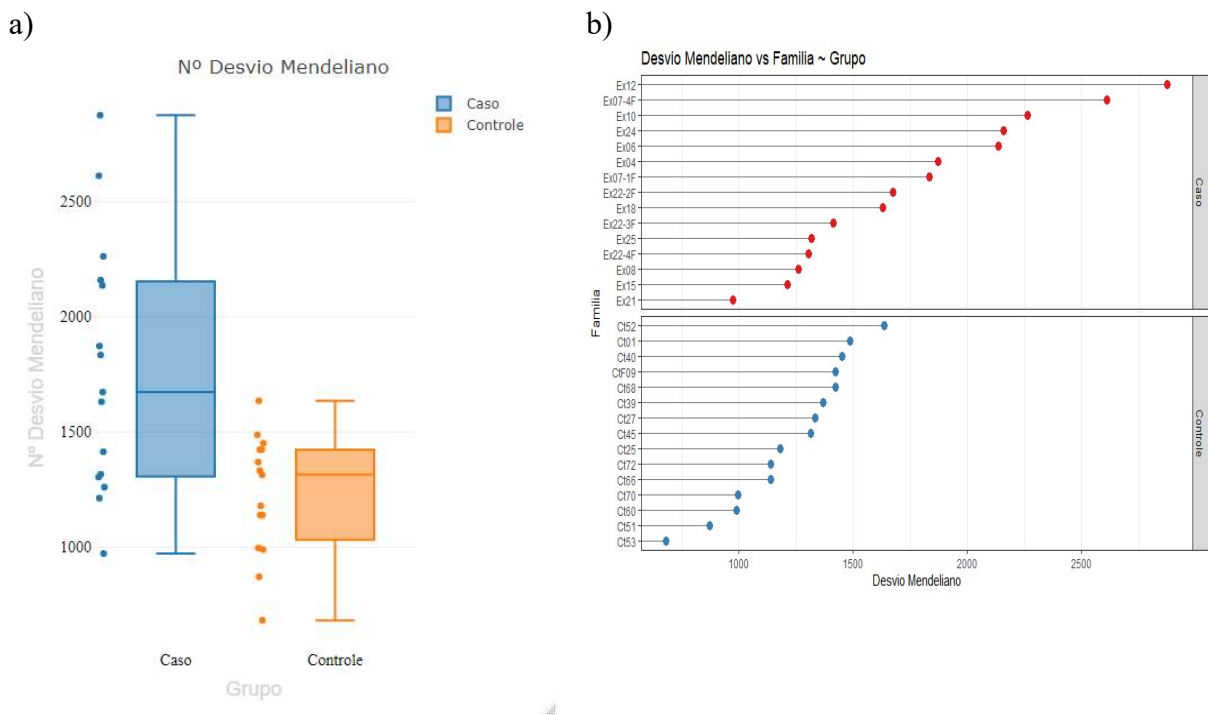 a)
Nº Desvio Mendeliano
Caso
Controle
2500
2000
1500
1000
Nº Desvio Mendeliano
Caso
Controle
Grupo
b)
Desvio Mendeliano vs Familia ~ Grupo
Ex12
Ex07-4F
Ex10
Ex24
Ex06
Ex04
Ex07-1F
Ex22-2F
Ex18
Ex22-3F
Ex25
Ex22-4F
Ex08
Ex15
Ex21
Caso
Familia
Ct52
Ct01
Ct40
CtF09
Ct68
Ct39
Ct27
Ct45
Ct25
Ct72
Ct66
Ct70
Ct60
Ct51
Ct53
Controle
1000
1500
2000
2500
Desvio Mendeliano